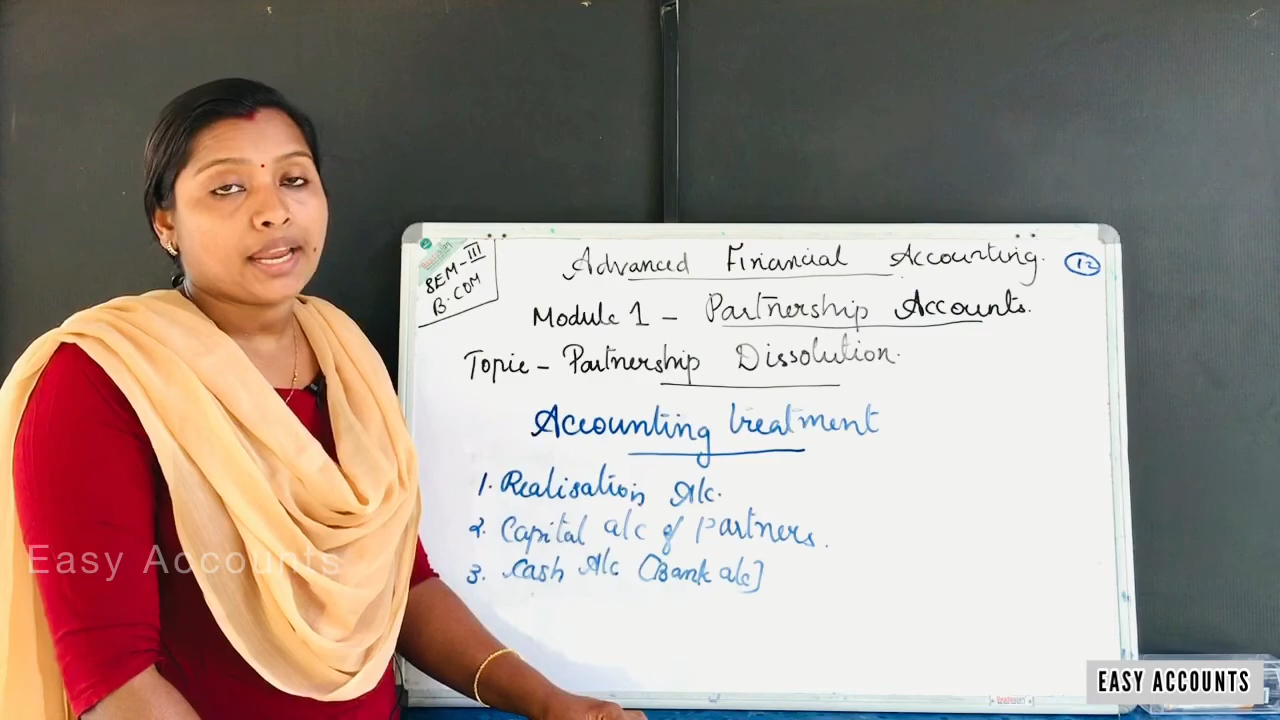 SEM-III
B.COM
Advanced Financial Accounting.
12
Module 1 - Partnership Accounts.
Topic - Partnership Dissolution.
Accounting treatment
1. Realisation A/c.
2. Capital a/c of partners.
3. Cash A/c [Bank a/c]
Easy Accounts
EASY ACCOUNTS